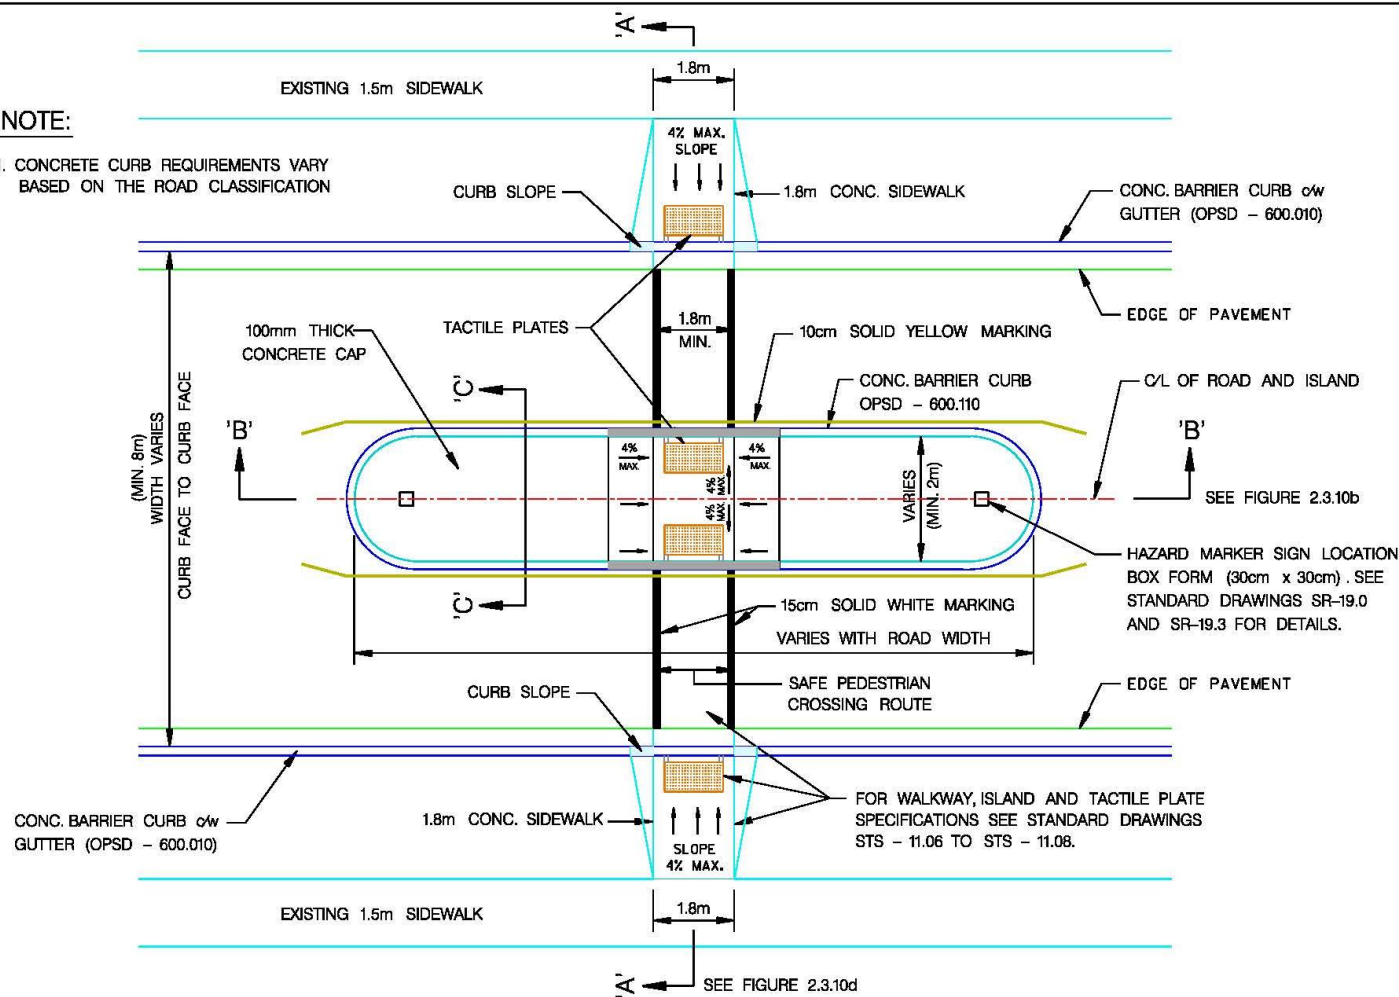 'A'
1.8m
EXISTING 1.5m SIDEWALK
NOTE:
1. CONCRETE CURB REQUIREMENTS VARY
BASED ON THE ROAD CLASSIFICATION
4% MAX.
SLOPE
CURB SLOPE
1.8m CONC. SIDEWALK
CONC. BARRIER CURB c/w
GUTTER (OPSD - 600.010)
EDGE OF PAVEMENT
TACTILE PLATES
1.8m
MIN.
10cm SOLID YELLOW MARKING
100mm THICK
CONCRETE CAP
CONC. BARRIER CURB
OPSD - 600.110
C/L OF ROAD AND ISLAND
(MIN. 8m)
WIDTH VARIES
CURB FACE TO CURB FACE
'C'
'B'
'B'
4%
MAX.
4%
MAX.
4%
MAX.
4%
MAX.
VARIES
(MIN. 2m)
SEE FIGURE 2.3.10b
HAZARD MARKER SIGN LOCATION
BOX FORM (30cm x 30cm). SEE
STANDARD DRAWINGS SR-19.0
AND SR-19.3 FOR DETAILS.
'C'
15cm SOLID WHITE MARKING
VARIES WITH ROAD WIDTH
CURB SLOPE
SAFE PEDESTRIAN
CROSSING ROUTE
EDGE OF PAVEMENT
CONC. BARRIER CURB c/w
GUTTER (OPSD - 600.010)
1.8m CONC. SIDEWALK
SLOPE
4% MAX.
FOR WALKWAY, ISLAND AND TACTILE PLATE
SPECIFICATIONS SEE STANDARD DRAWINGS
STS - 11.06 TO STS - 11.08.
EXISTING 1.5m SIDEWALK
1.8m
'A'
SEE FIGURE 2.3.10d